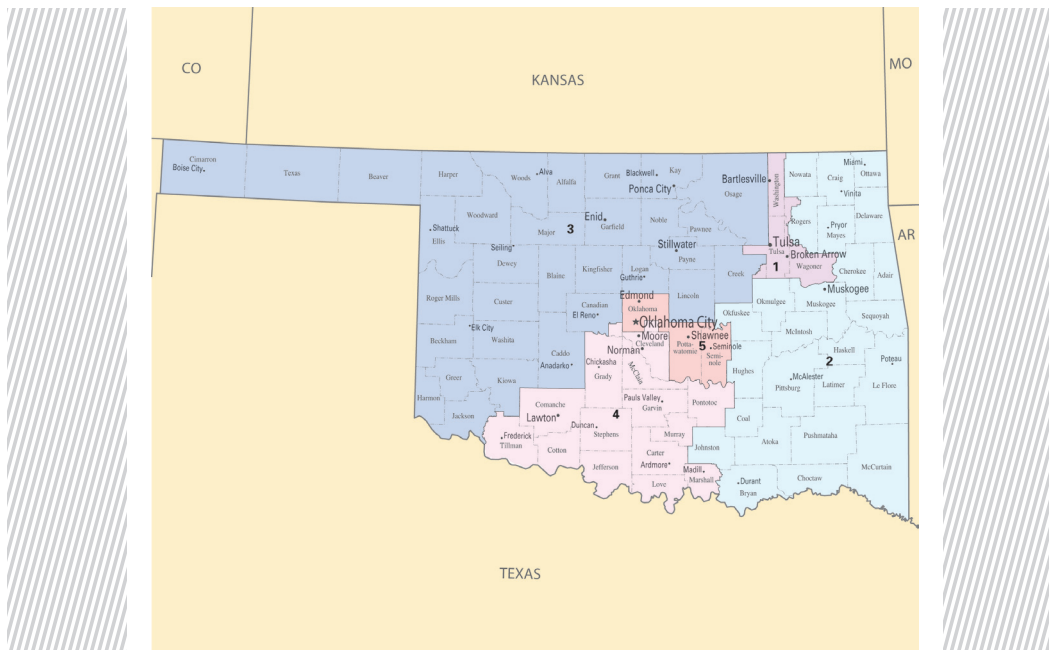 CO
KANSAS
MO
Cimarron
Boise City
Texas
Beaver
Harper
Woods
Alva
Alfalfa
Grant
Blackwell
Kay
Ponca City
Osage
Bartlesville
Washington
Nowata
Craig
Miami
Ottawa
Vinita
Woodward
Shattuck
Ellis
Major
3
Enid
Garfield
Noble
Pawnee
Rogers
Pryor
Mayes
Delaware
AR
Seiling
Dewey
Blaine
Kingfisher
Logan
Guthrie
Stillwater
Payne
Creek
Tulsa
Tulsa
Broken Arrow
1
Wagoner
Cherokee
Adair
Roger Mills
Custer
Canadian
El Reno
Edmond
Oklahoma
Lincoln
Okfuskee
Okmulgee
Muskogee
Muskogee
Sequoyah
Oklahoma City
Beckham
Elk City
Washita
Caddo
Anadarko
Moore
Cleveland
Norman
Shawnee
5
Potta-
watomie
Seminole
Semi-
nole
McIntosh
Haskell
2
Poteau
Greer
Kiowa
Harmon
Jackson
Chickasha
Grady
McClain
Hughes
McAlester
Pittsburg
Latimer
Le Flore
Comanche
Lawton
Pauls Valley
Garvin
Pontotoc
4
Duncan
Stephens
Coal
Frederick
Tillman
Cotton
Murray
Johnston
Atoka
Pushmataha
Jefferson
Carter
Ardmore
Love
Madill
Marshall
Durant
Bryan
Choctaw
McCurtain
TEXAS